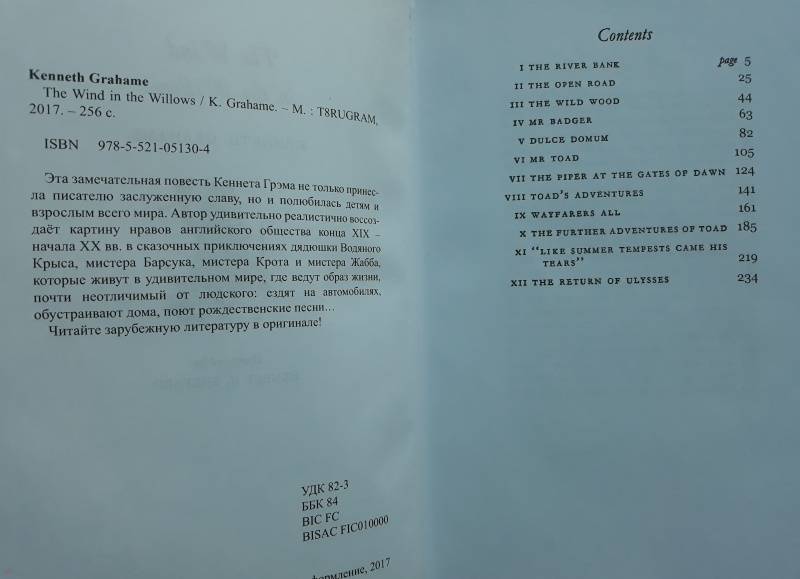 Kenneth Grahame
The Wind in the Willows / K. Grahame. – М. : T8RUGRAM,
2017. – 256 с.
ISBN 978-5-521-05130-4
Эта замечательная повесть Кеннета Грэма не только принес-
ла писателю заслуженную славу, но и полюбилась детям и
взрослым всего мира. Автор удивительно реалистично воссоз-
даёт картину нравов английского общества конца XIX –
начала XX вв. в сказочных приключениях дядюшки Водяного
Крыса, мистера Барсука, мистера Крота и мистера Жабба,
которые живут в удивительном мире, где ведут образ жизни,
почти неотличимый от людского: ездят на автомобилях,
обустраивают дома, поют рождественские песни…
Читайте зарубежную литературу в оригинале!
УДК 82-3
ББК 84
BIC FC
BISAC FIC010000
формление, 2017
Contents
I THE RIVER BANK page 5
II THE OPEN ROAD 25
III THE WILD WOOD 44
IV MR BADGER 63
V DULCE DOMUM 82
VI MR TOAD 105
VII THE PIPER AT THE GATES OF DAWN 124
VIII TOAD'S ADVENTURES 141
IX WAYFARERS ALL 161
X THE FURTHER ADVENTURES OF TOAD 185
XI "LIKE SUMMER TEMPESTS CAME HIS
TEARS" 219
XII THE RETURN OF ULYSSES 234